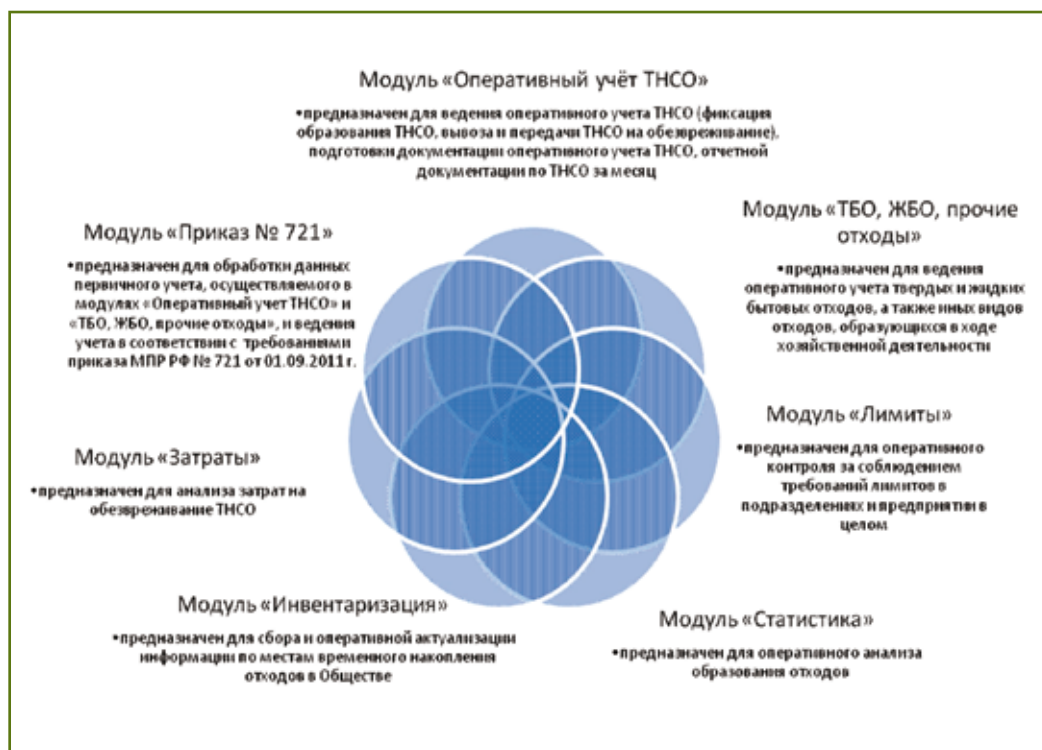 Модуль «Оперативный учёт ТНСО»
•предназначен для ведения оперативного учета ТНСО (фиксация
образования ТНСО, вывоза и передачи ТНСО на обезвреживание),
подготовки документации оперативного учета ТНСО, отчетной
документации по ТНСО за месяц
Модуль «ТБО, ЖБО, прочие
отходы»
•предназначен для ведения
оперативного учета твердых и жидких
бытовых отходов, а также иных видов
отходов, образующихся в ходе
хозяйственной деятельности
Модуль «Лимиты»
•предназначен для оперативного
контроля за соблюдением
требований лимитов в
подразделениях и предприятии в
целом
Модуль «Статистика»
•предназначен для оперативного анализа
образования отходов
Модуль «Инвентаризация»
•предназначен для сбора и оперативной актуализации
информации по местам временного накопления
отходов в Обществе
Модуль «Затраты»
•предназначен для анализа затрат на
обезвреживание ТНСО
Модуль «Приказ № 721»
•предназначен для обработки данных
первичного учета, осуществляемого в
модулях «Оперативный учет ТНСО» и
«ТБО, ЖБО, прочие отходы», и ведения
учета в соответствии с требованиями
приказа МПР РФ № 721 от 01.09.2011 г.